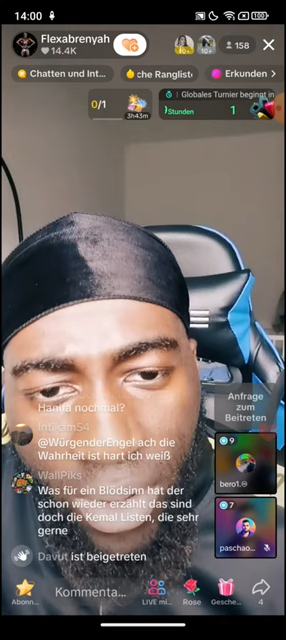 14:00
100
Flexabrenyah
14.4K
158
Chatten und Int...
che Rangliste
Erkunden
0/1
3h43m
Globales Turnier beginnt in
Stunden
1
Anfrage
zum
Beitreten
Hanifa nochmal?
@WürgenderEngel ach die
Wahrheit ist hart ich weiß
9
bero1.
WallPiks
Was für ein Blödsinn hat der
schon wieder erzählt das sind
doch die Kemal Listen, die sehr
gerne
7
paschao...
Davut ist beigetreten
Abonn...
Kommenta...
LIVE mi...
Rose
Gesche...
4